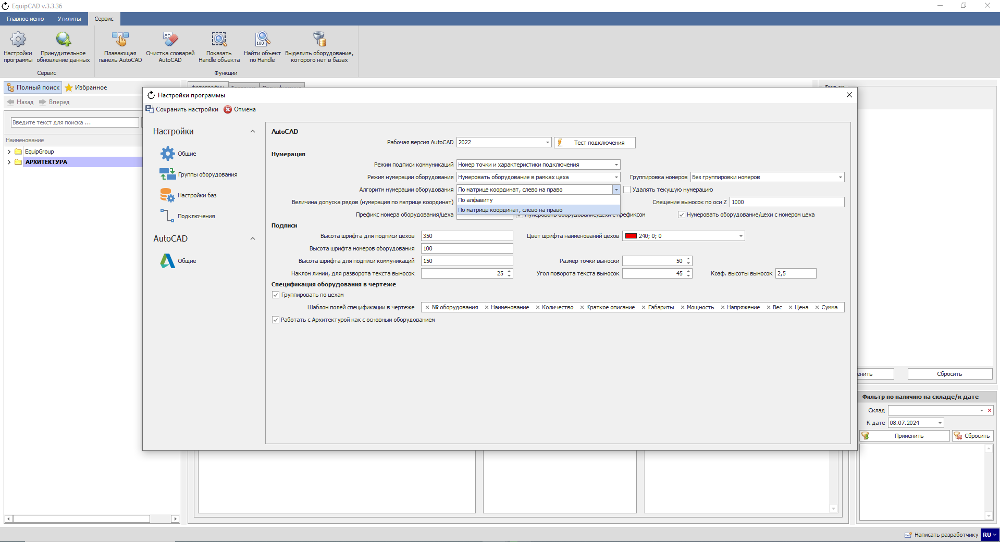 EquipCAD v.3.3.36
Главное меню Утилиты Сервис
Настройки программы
Принудительное обновление данных
Плавающая панель AutoCAD
Очистка словарей AutoCAD
Показать Handle объекта
Найти объект по Handle
Выделить оборудование, которого нет в базах
Сервис Функции
Полный поиск Избранное
Назад Вперед
Введите текст для поиска ...
Наименование
EquipGroup
АРХИТЕКТУРА
Настройки программы
Сохранить настройки Отмена
Настройки
Общие
Группы оборудования
Настройки баз
Подключения
AutoCAD
Общие
AutoCAD
Рабочая версия AutoCAD 2022 Тест подключения
Нумерация
Режим подписи коммуникаций Номер точки и характеристики подключения
Режим нумерации оборудования Нумеровать оборудование в рамках цеха Группировка номеров Без группировки номеров
Алгоритм нумерации оборудования По матрице координат, слево на право Удалять текущую нумерацию
По алфавиту
По матрице координат, слево на право
Величина допуска рядов (нумерация по матрице координат) Смещение выносок по оси Z 1000
Префикс номера оборудования/цеха Нумеровать оборудование/цехи с префиксом Нумеровать оборудование/цехи с номером цеха
Подписи
Высота шрифта для подписи цехов 350 Цвет шрифта наименований цехов 240; 0; 0
Высота шрифта номеров оборудования 100
Высота шрифта для подписи коммуникаций 150 Размер точки выноски 50
Наклон линии, для разворота текста выносок 25 Угол поворота текста выносок 45 Коэф. высоты выносок 2,5
Спецификация оборудования в чертеже
Группировать по цехам
Шаблон полей спецификации в чертеже № оборудования Наименование Количество Краткое описание Габариты Мощность Напряжение Вес Цена Сумма
Работать с Архитектурой как с основным оборудованием
Сбросить
Фильтр по наличию на складе/к дате
Склад
К дате 08.07.2024
Применить Сбросить
Написать разработчику RU